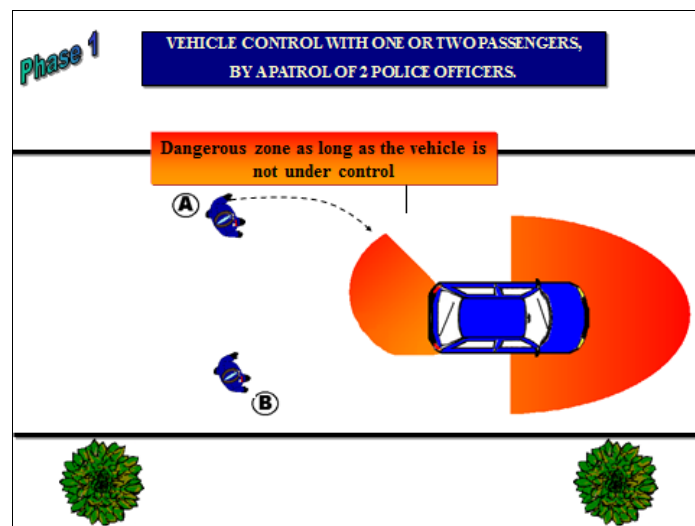 Phase 1
VEHICLE CONTROL WITH ONE OR TWO PASSENGERS,
BY A PATROL OF 2 POLICE OFFICERS.
Dangerous zone as long as the vehicle is
not under control
A
B